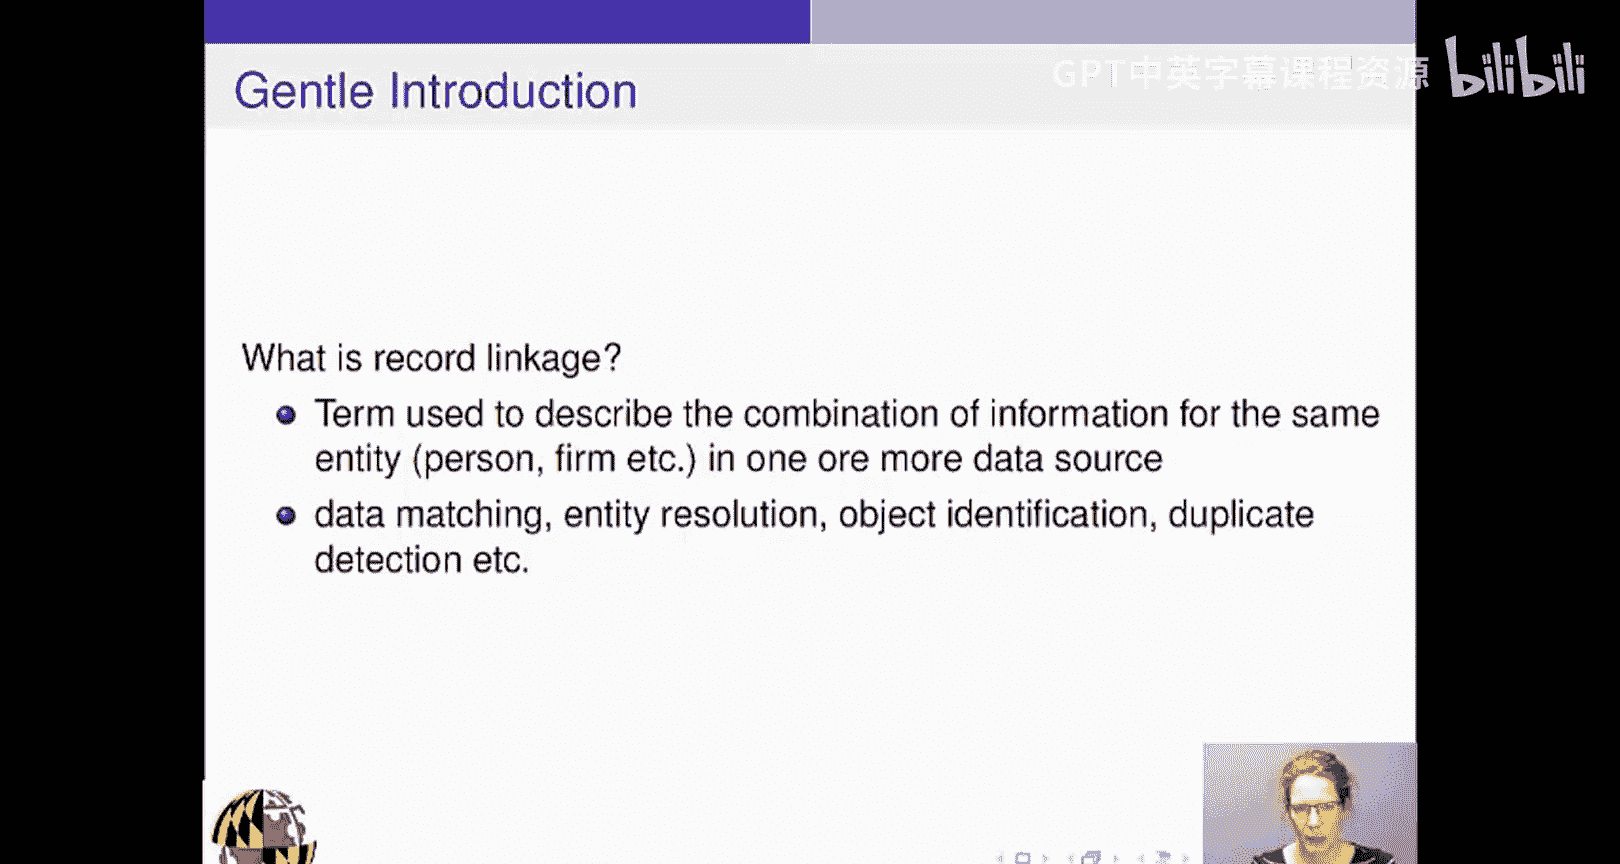 Gentle Introduction
GPT中英字幕课程资源 bilibili
What is record linkage?
Term used to describe the combination of information for the same
entity (person, firm etc.) in one ore more data source
data matching, entity resolution, object identification, duplicate
detection etc.